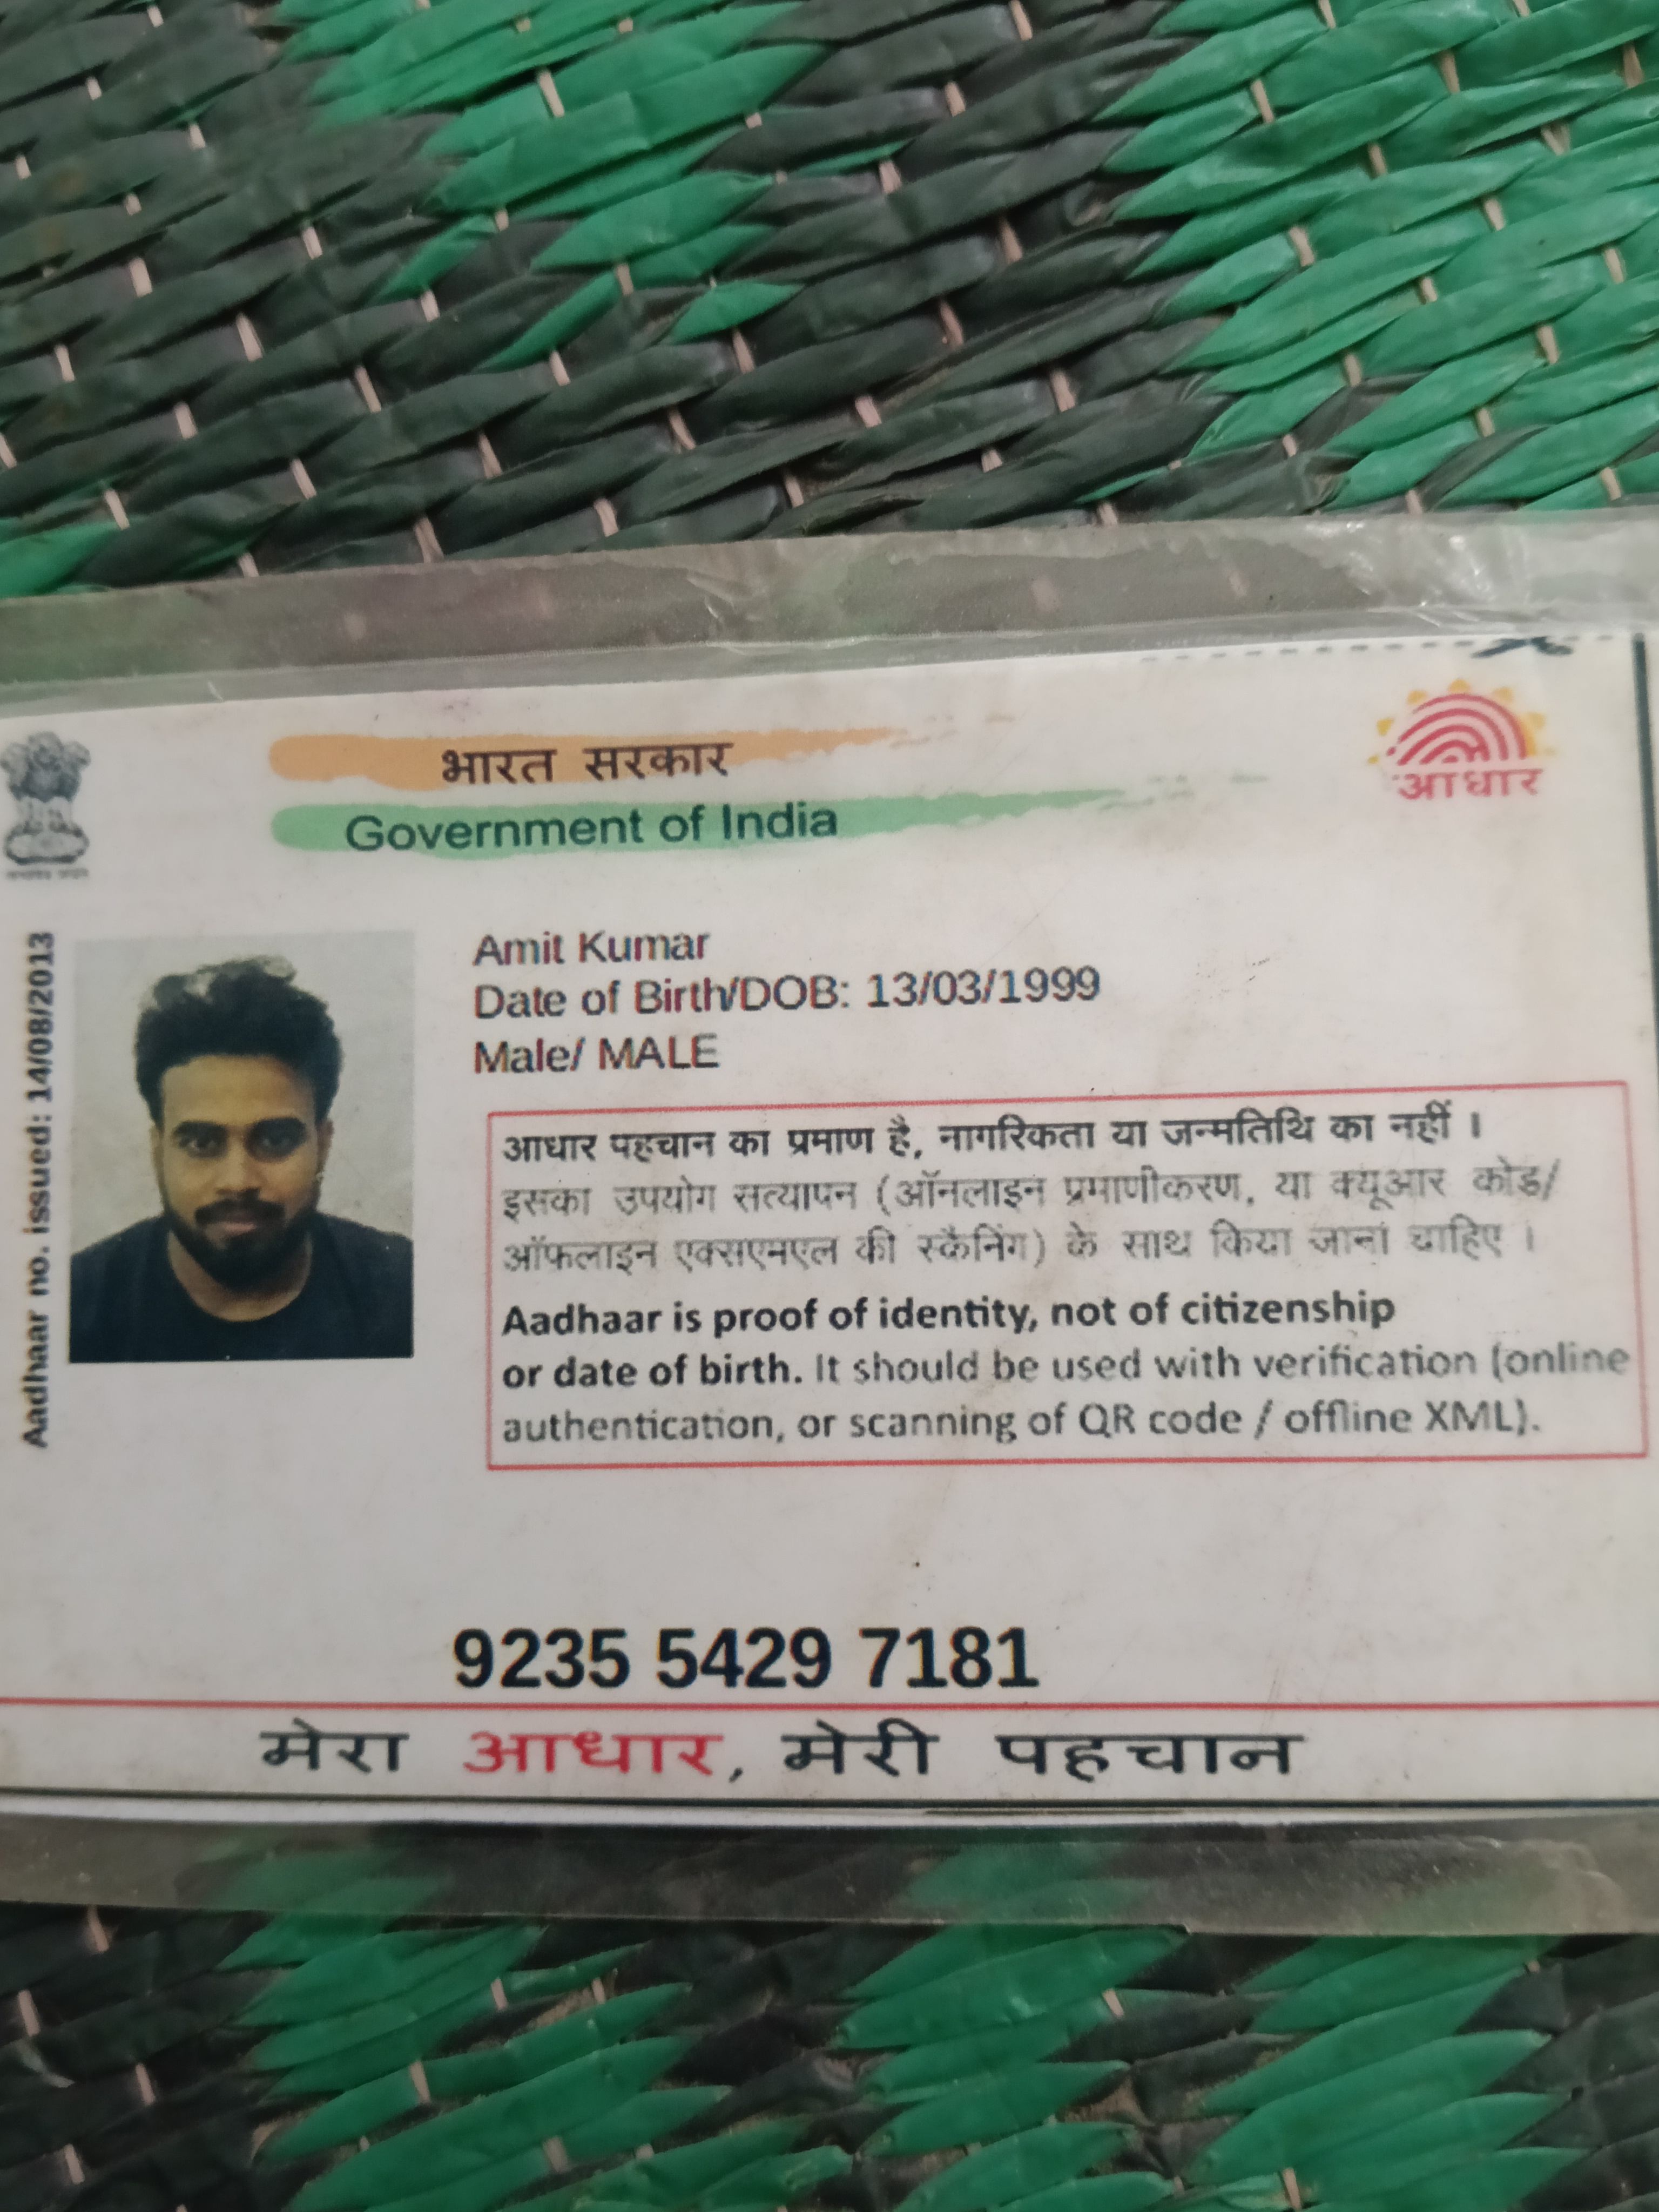 भारत सरकार
Government of India
आधार
Aadhaar no. issued: 14/08/2013
Amit Kumar
Date of Birth/DOB: 13/03/1999
Male/ MALE
आधार पहचान का प्रमाण है, नागरिकता या जन्मतिथि का नहीं ।
इसका उपयोग सत्यापन (ऑनलाइन प्रमाणीकरण, या क्यूआर कोड/
ऑफलाइन एक्सएमएल की स्कैनिंग) के साथ किया जाना चाहिए ।
Aadhaar is proof of identity, not of citizenship
or date of birth. It should be used with verification (online
authentication, or scanning of QR code / offline XML).
9235 5429 7181
मेरा आधार, मेरी पहचान